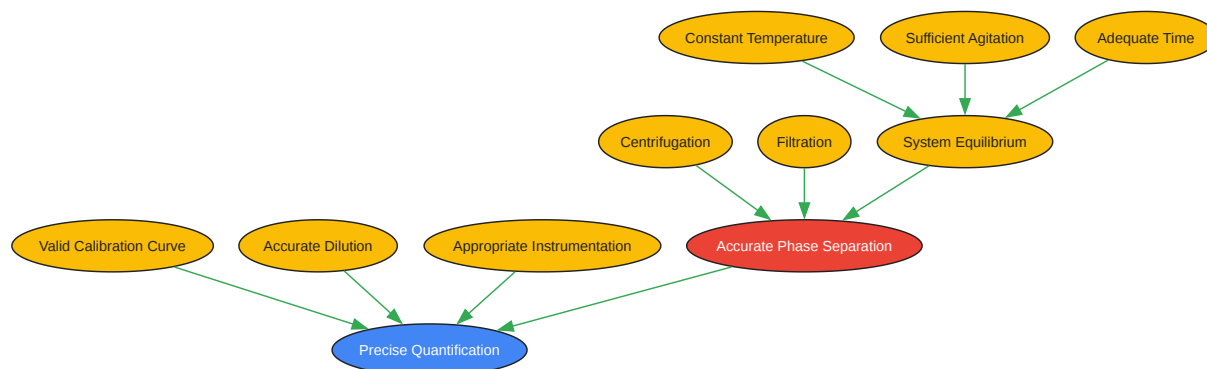 Constant Temperature
Sufficient Agitation
Adequate Time
Centrifugation
Filtration
System Equilibrium
Valid Calibration Curve
Accurate Dilution
Appropriate Instrumentation
Accurate Phase Separation
Precise Quantification